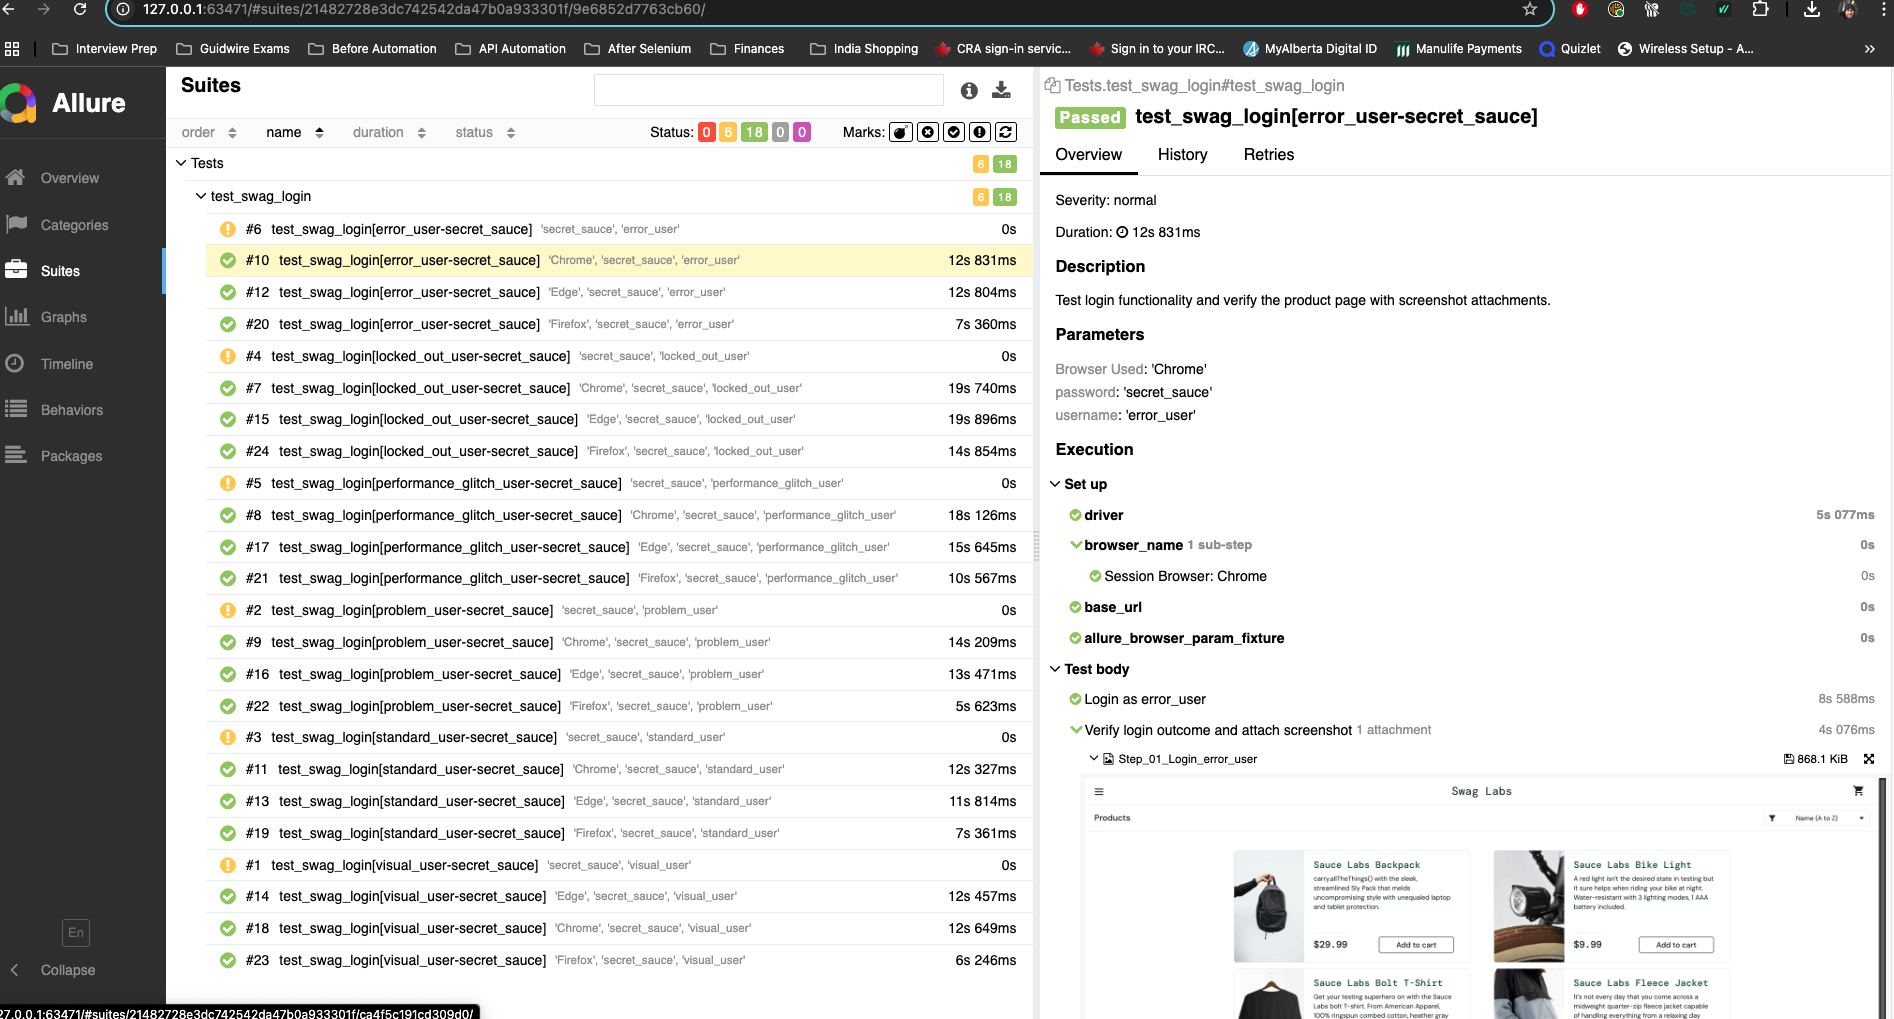 127.0.0.1:63471/#suites/21482728e3dc742542da47b0a933301f/9e6852d7763cb60/
Interview Prep Guidwire Exams Before Automation API Automation After Selenium Finances India Shopping CRA sign-in servic... Sign in to your IRC... MyAlberta Digital ID Manulife Payments Quizlet Wireless Setup - A... »
Allure
Overview
Categories
Suites
Graphs
Timeline
Behaviors
Packages
En
Collapse
Suites
order name duration status Status: 0 6 18 0 0 Marks:
Tests 6 18
test_swag_login 6 18
#6 test_swag_login[error_user-secret_sauce] 'secret_sauce', 'error_user' 0s
#10 test_swag_login[error_user-secret_sauce] 'Chrome', 'secret_sauce', 'error_user' 12s 831ms
#12 test_swag_login[error_user-secret_sauce] 'Edge', 'secret_sauce', 'error_user' 12s 804ms
#20 test_swag_login[error_user-secret_sauce] 'Firefox', 'secret_sauce', 'error_user' 7s 360ms
#4 test_swag_login[locked_out_user-secret_sauce] 'secret_sauce', 'locked_out_user' 0s
#7 test_swag_login[locked_out_user-secret_sauce] 'Chrome', 'secret_sauce', 'locked_out_user' 19s 740ms
#15 test_swag_login[locked_out_user-secret_sauce] 'Edge', 'secret_sauce', 'locked_out_user' 19s 896ms
#24 test_swag_login[locked_out_user-secret_sauce] 'Firefox', 'secret_sauce', 'locked_out_user' 14s 854ms
#5 test_swag_login[performance_glitch_user-secret_sauce] 'secret_sauce', 'performance_glitch_user' 0s
#8 test_swag_login[performance_glitch_user-secret_sauce] 'Chrome', 'secret_sauce', 'performance_glitch_user' 18s 126ms
#17 test_swag_login[performance_glitch_user-secret_sauce] 'Edge', 'secret_sauce', 'performance_glitch_user' 15s 645ms
#21 test_swag_login[performance_glitch_user-secret_sauce] 'Firefox', 'secret_sauce', 'performance_glitch_user' 10s 567ms
#2 test_swag_login[problem_user-secret_sauce] 'secret_sauce', 'problem_user' 0s
#9 test_swag_login[problem_user-secret_sauce] 'Chrome', 'secret_sauce', 'problem_user' 14s 209ms
#16 test_swag_login[problem_user-secret_sauce] 'Edge', 'secret_sauce', 'problem_user' 13s 471ms
#22 test_swag_login[problem_user-secret_sauce] 'Firefox', 'secret_sauce', 'problem_user' 5s 623ms
#3 test_swag_login[standard_user-secret_sauce] 'secret_sauce', 'standard_user' 0s
#11 test_swag_login[standard_user-secret_sauce] 'Chrome', 'secret_sauce', 'standard_user' 12s 327ms
#13 test_swag_login[standard_user-secret_sauce] 'Edge', 'secret_sauce', 'standard_user' 11s 814ms
#19 test_swag_login[standard_user-secret_sauce] 'Firefox', 'secret_sauce', 'standard_user' 7s 361ms
#1 test_swag_login[visual_user-secret_sauce] 'secret_sauce', 'visual_user' 0s
#14 test_swag_login[visual_user-secret_sauce] 'Edge', 'secret_sauce', 'visual_user' 12s 457ms
#18 test_swag_login[visual_user-secret_sauce] 'Chrome', 'secret_sauce', 'visual_user' 12s 649ms
#23 test_swag_login[visual_user-secret_sauce] 'Firefox', 'secret_sauce', 'visual_user' 6s 246ms
27.0.0.1:63471/#suites/21482728e3dc742542da47b0a933301f/ca4f5c191cd309d0/
Tests.test_swag_login#test_swag_login
Passed test_swag_login[error_user-secret_sauce]
Overview History Retries
Severity: normal
Duration: 12s 831ms
Description
Test login functionality and verify the product page with screenshot attachments.
Parameters
Browser Used: 'Chrome'
password: 'secret_sauce'
username: 'error_user'
Execution
Set up
driver 5s 077ms
browser_name 1 sub-step 0s
Session Browser: Chrome 0s
base_url 0s
allure_browser_param_fixture 0s
Test body
Login as error_user 8s 588ms
Verify login outcome and attach screenshot 1 attachment 4s 076ms
Step_01_Login_error_user 868.1 KiB
Swag Labs
Products Name (A to Z)
Sauce Labs Backpack
carry.allTheThings() with the sleek,
streamlined Sly Pack that melds
uncompromising style with unequaled laptop
and tablet protection.
$29.99 Add to cart
Sauce Labs Bike Light
A red light isn't the desired state in testing but
it sure helps when riding your bike at night.
Water-resistant with 3 lighting modes, 1 AAA
battery included.
$9.99 Add to cart
Sauce Labs Bolt T-Shirt
Get your testing superhero on with the Sauce
Labs bolt T-shirt. From American Apparel,
100% ringspun combed cotton, heather gray
Sauce Labs Fleece Jacket
It's not every day that you come across a
midweight quarter-zip fleece jacket capable
of handling everything from a relaxing day